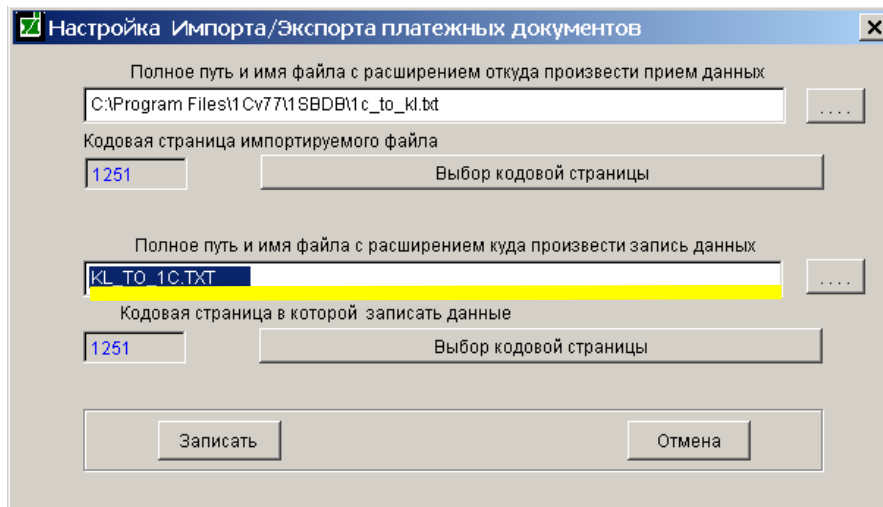 Настройка Импорта/Экспорта платежных документов
Полное путь и имя файла с расширением откуда произвести прием данных
C:\Program Files\1Cv77\1SBDB\1c_to_kl.txt
. . . .
Кодовая страница импортируемого файла
1251
Выбор кодовой страницы
Полное путь и имя файла с расширением куда произвести запись данных
KL_TO_1C.TXT
. . . .
Кодовая страница в которой записать данные
1251
Выбор кодовой страницы
Записать
Отмена